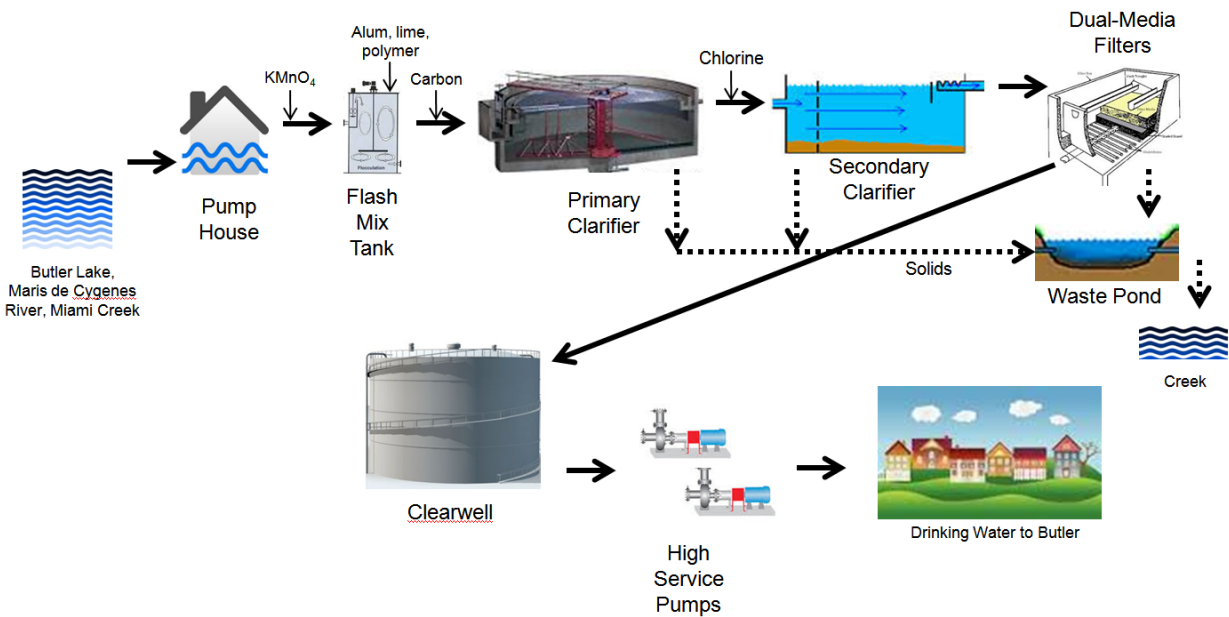 Butler Lake,
Maris de Cygenes
River, Miami Creek
Pump
House
KMnO₄
Alum, lime,
polymer
Flash
Mix
Tank
Carbon
Flocculation
Primary
Clarifier
Chlorine
Secondary
Clarifier
Dual-Media
Filters
Solids
Waste Pond
Creek
Clearwell
High
Service
Pumps
Drinking Water to Butler